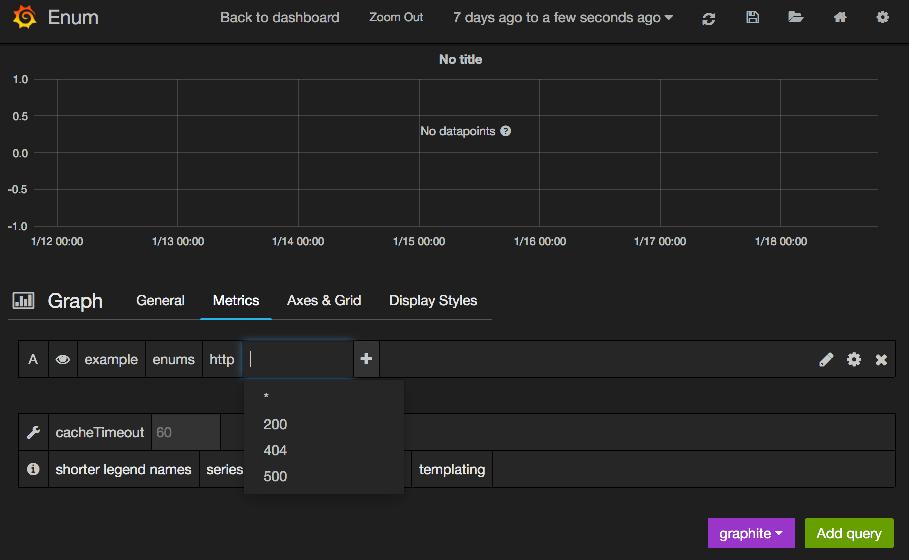 Enum Back to dashboard Zoom Out 7 days ago to a few seconds ago
No title
1.0
0.5
No datapoints
0.0
-0.5
-1.0
1/12 00:00 1/13 00:00 1/14 00:00 1/15 00:00 1/16 00:00 1/17 00:00 1/18 00:00
Graph General Metrics Axes & Grid Display Styles
A example enums http
*
200
404
500
cacheTimeout 60
shorter legend names series templating
graphite Add query